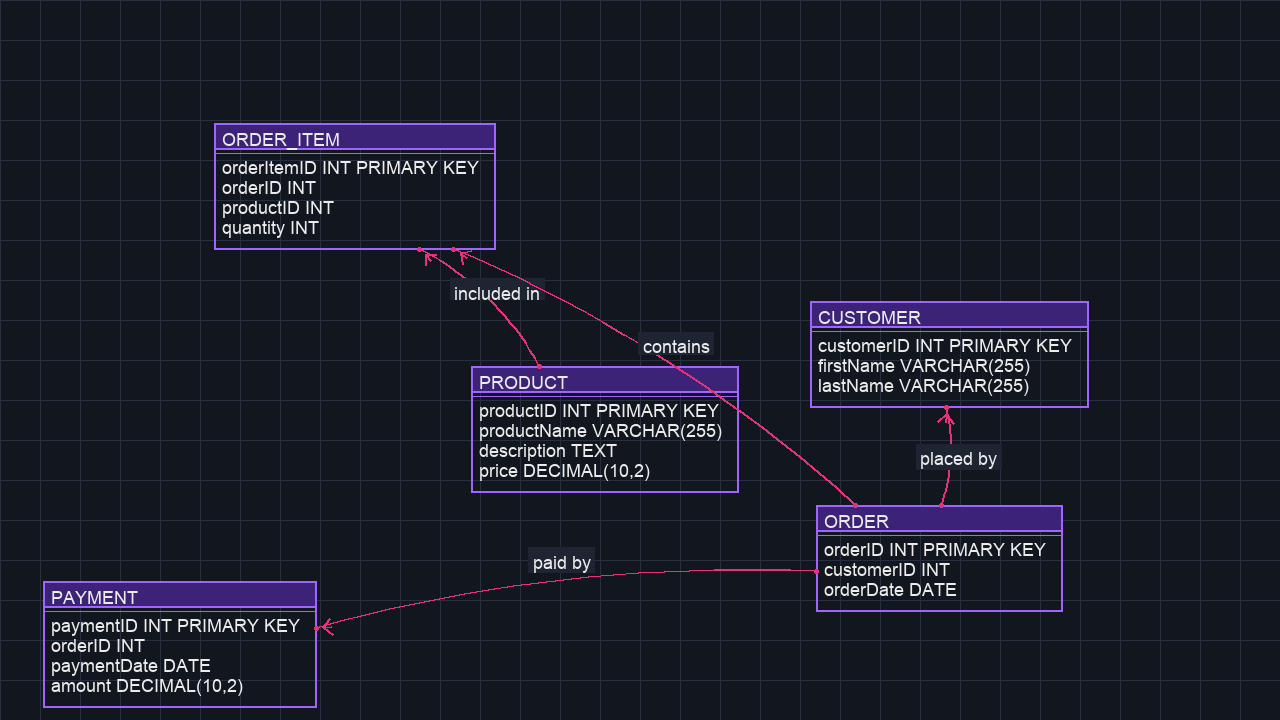 ORDER_ITEM
orderItemID INT PRIMARY KEY
orderID INT
productID INT
quantity INT
included in
contains
CUSTOMER
customerID INT PRIMARY KEY
firstName VARCHAR(255)
lastName VARCHAR(255)
PRODUCT
productID INT PRIMARY KEY
productName VARCHAR(255)
description TEXT
price DECIMAL(10,2)
placed by
ORDER
orderID INT PRIMARY KEY
customerID INT
orderDate DATE
paid by
PAYMENT
paymentID INT PRIMARY KEY
orderID INT
paymentDate DATE
amount DECIMAL(10,2)